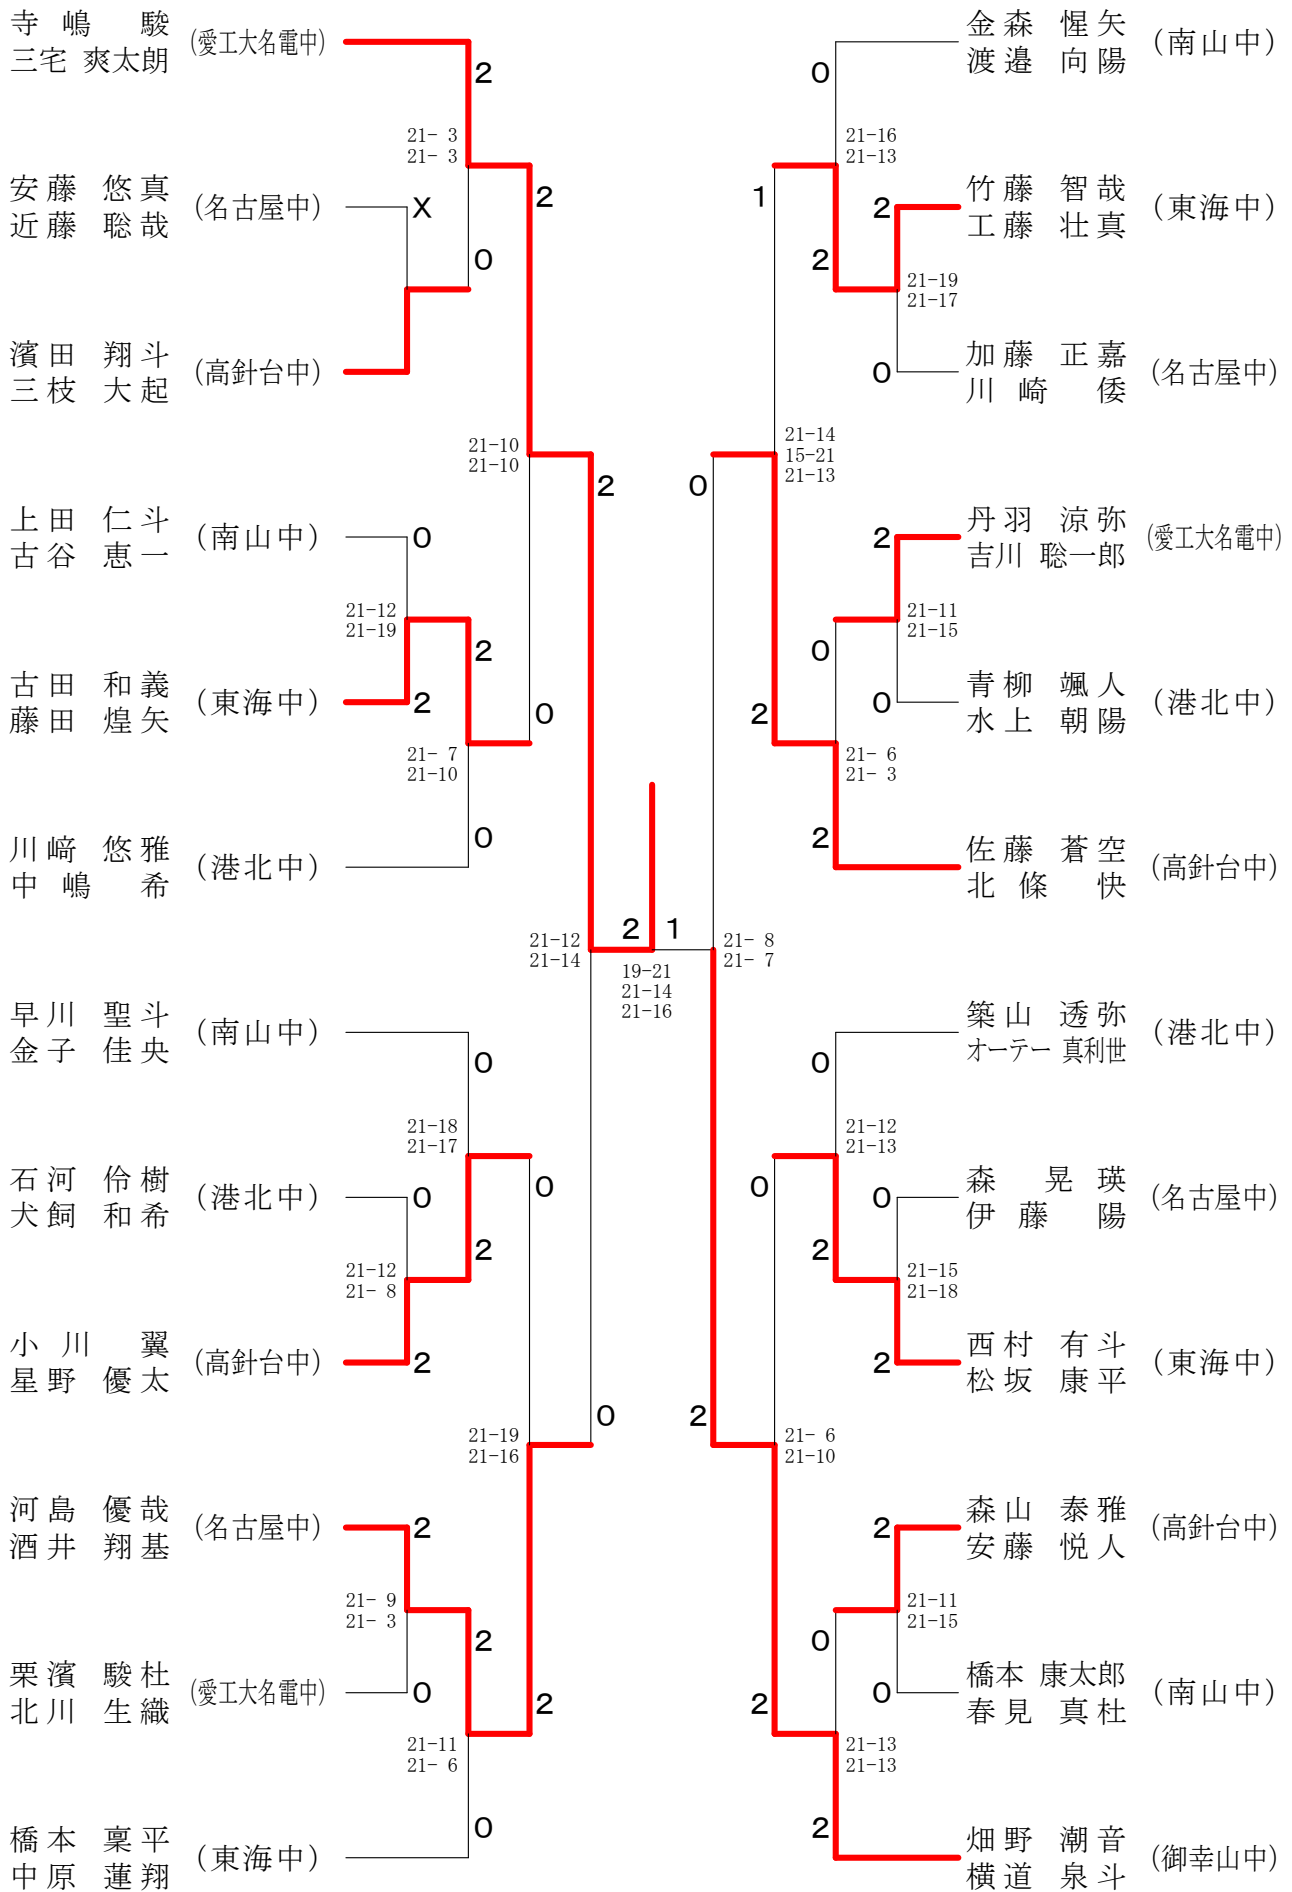 寺嶋 駿
三宅 爽太朗
(愛工大名電中)
2
21- 3
21- 3
安藤 悠真
近藤 聡哉
(名古屋中)
X
0
濱田 翔斗
三枝 大起
(高針台中)
2
21-10
21-10
上田 仁斗
古谷 恵一
(南山中)
0
21-12
21-19
古田 和義
藤田 煌矢
(東海中)
2
2
0
21- 7
21-10
川﨑 悠雅
中嶋 希
(港北中)
0
2
21-12
21-14
早川 聖斗
金子 佳央
(南山中)
0
21-18
21-17
石河 伶樹
犬飼 和希
(港北中)
0
2
0
21-12
21- 8
小川 翼
星野 優太
(高針台中)
2
0
21-19
21-16
河島 優哉
酒井 翔基
(名古屋中)
2
21- 9
21- 3
栗濱 駿杜
北川 生織
(愛工大名電中)
0
2
2
21-11
21- 6
橋本 稟平
中原 蓮翔
(東海中)
0
2
1
19-21
21-14
21-16
金森 惺矢
渡邉 向陽
(南山中)
0
21-16
21-13
竹藤 智哉
工藤 壮真
(東海中)
2
1
2
21-19
21-17
加藤 正嘉
川崎 倭
(名古屋中)
0
0
21-14
15-21
21-13
丹羽 涼弥
吉川 聡一郎
(愛工大名電中)
2
21-11
21-15
0
青柳 颯人
水上 朝陽
(港北中)
0
2
21- 6
21- 3
佐藤 蒼空
北條 快
(高針台中)
2
21- 8
21- 7
築山 透弥
オーテー 真利世
(港北中)
0
21-12
21-13
森 晃瑛
伊藤 陽
(名古屋中)
0
0
2
21-15
21-18
西村 有斗
松坂 康平
(東海中)
2
2
21- 6
21-10
森山 泰雅
安藤 悦人
(高針台中)
2
21-11
21-15
0
橋本 康太郎
春見 真杜
(南山中)
0
2
21-13
21-13
畑野 潮音
横道 泉斗
(御幸山中)
2